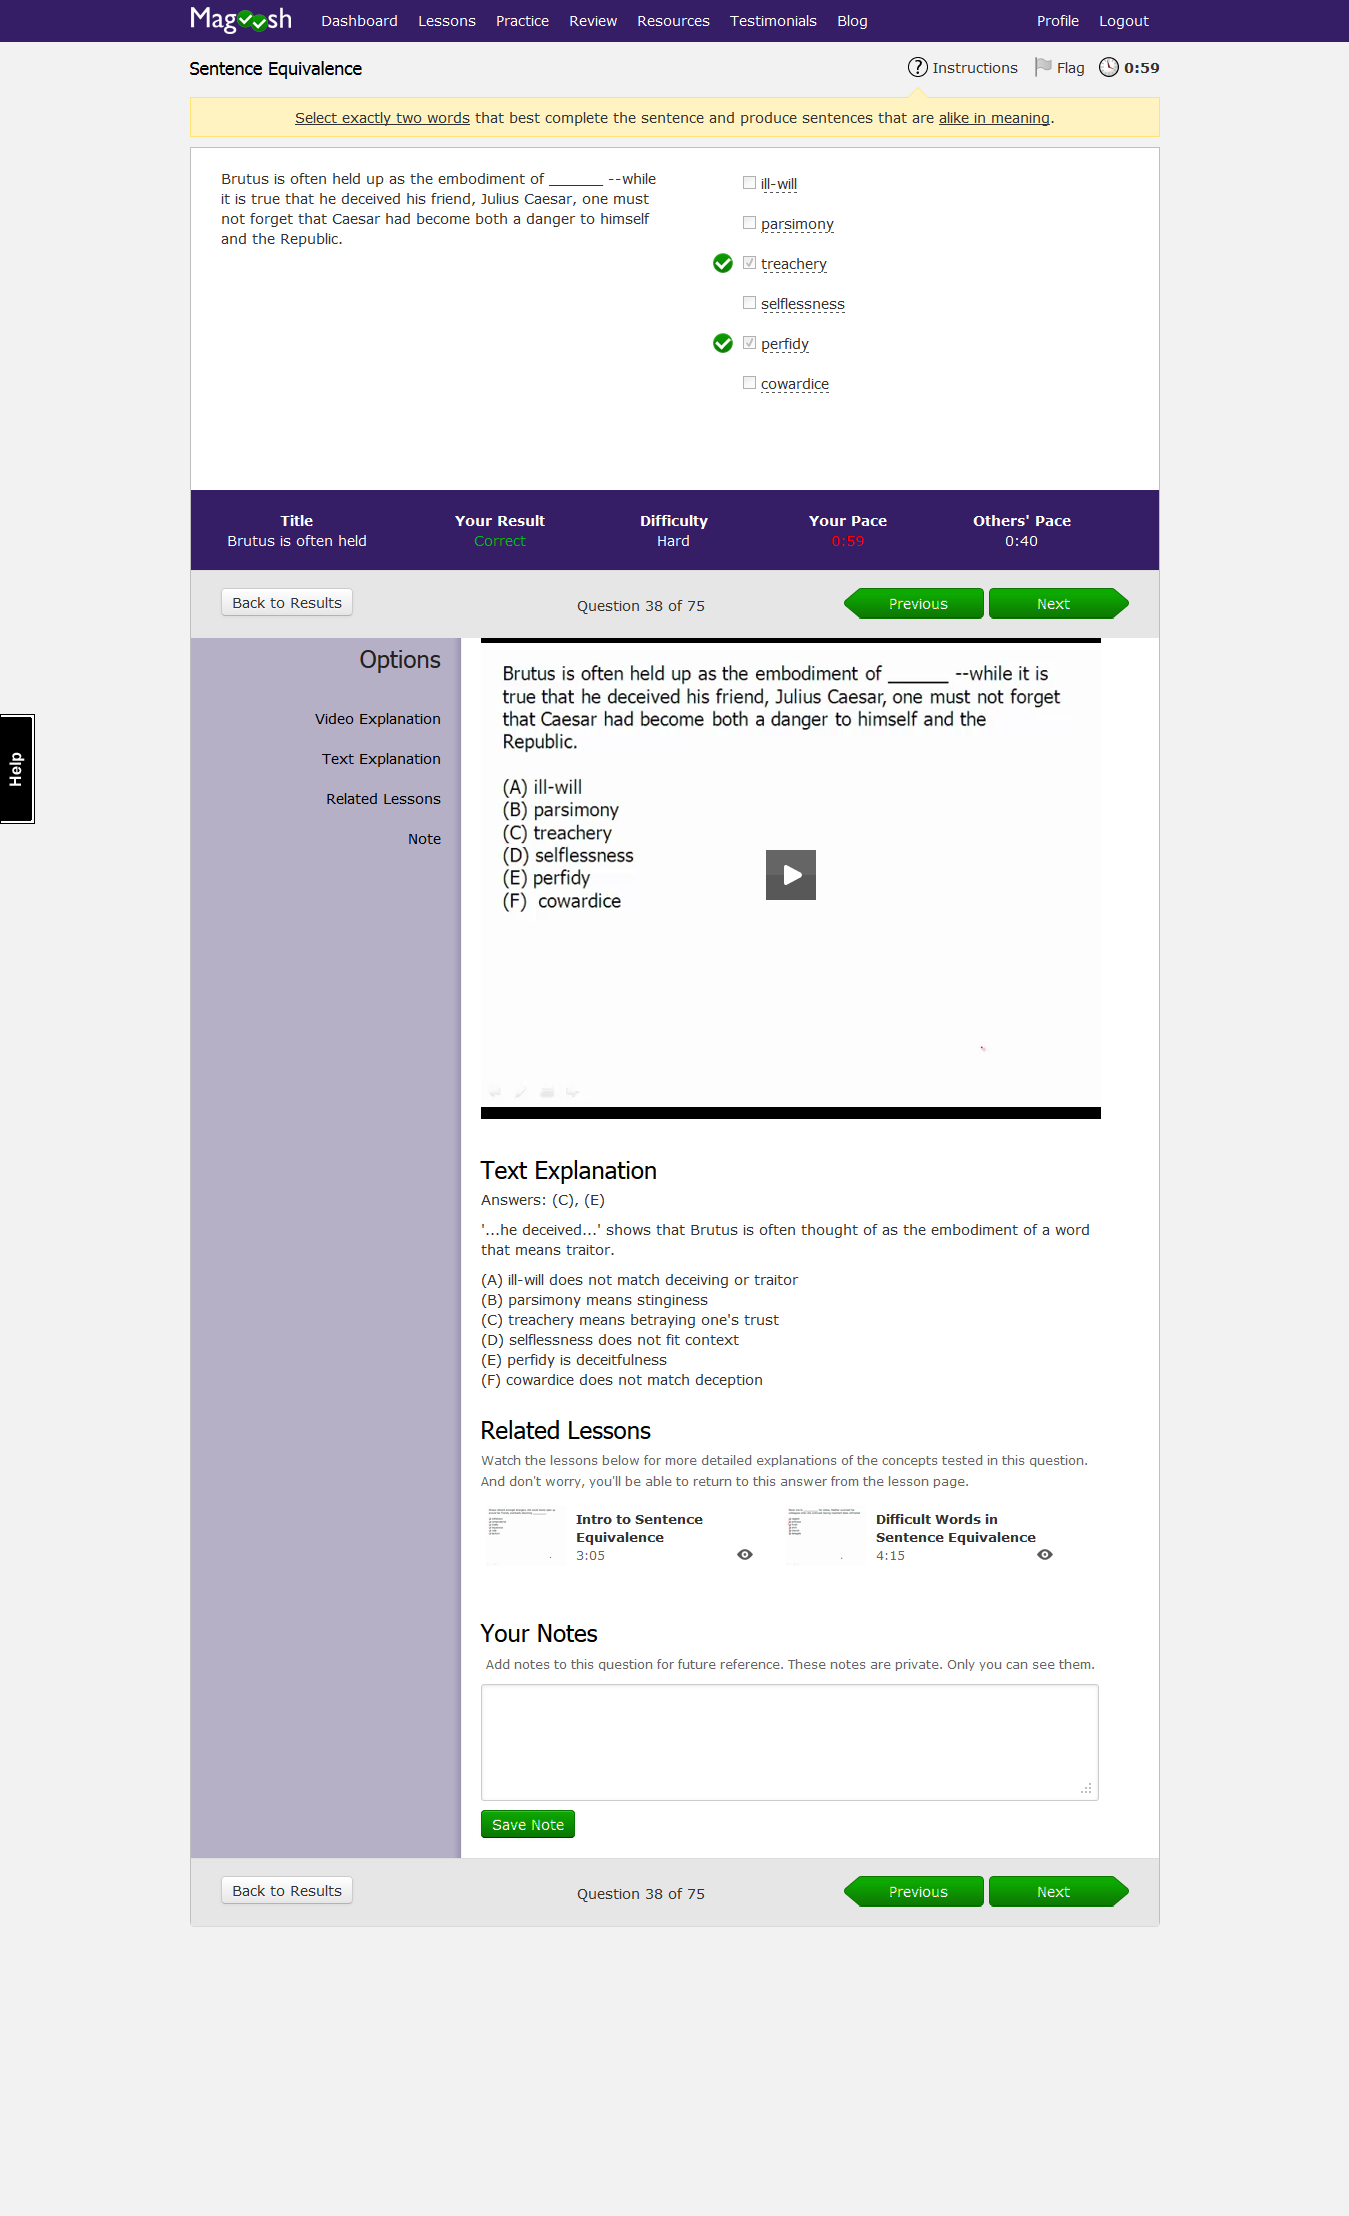 Magoosh Dashboard Lessons Practice Review Resources Testimonials Blog Profile Logout
Sentence Equivalence
Instructions Flag 0:59
Select exactly two words that best complete the sentence and produce sentences that are alike in meaning.
Brutus is often held up as the embodiment of _______ --while
it is true that he deceived his friend, Julius Caesar, one must
not forget that Caesar had become both a danger to himself
and the Republic.
ill-will
parsimony
treachery
selflessness
perfidy
cowardice
Title Your Result Difficulty Your Pace Others' Pace
Brutus is often held Correct Hard 0:59 0:40
Back to Results Question 38 of 75 Previous Next
Help
Options
Video Explanation
Text Explanation
Related Lessons
Note
Brutus is often held up as the embodiment of ______ --while it is
true that he deceived his friend, Julius Caesar, one must not forget
that Caesar had become both a danger to himself and the
Republic.
(A) ill-will
(B) parsimony
(C) treachery
(D) selflessness
(E) perfidy
(F) cowardice
Text Explanation
Answers: (C), (E)
'...he deceived...' shows that Brutus is often thought of as the embodiment of a word
that means traitor.
(A) ill-will does not match deceiving or traitor
(B) parsimony means stinginess
(C) treachery means betraying one's trust
(D) selflessness does not fit context
(E) perfidy is deceitfulness
(F) cowardice does not match deception
Related Lessons
Watch the lessons below for more detailed explanations of the concepts tested in this question.
And don't worry, you'll be able to return to this answer from the lesson page.
Intro to Sentence
Equivalence
3:05
Difficult Words in
Sentence Equivalence
4:15
Your Notes
Add notes to this question for future reference. These notes are private. Only you can see them.
Save Note
Back to Results Question 38 of 75 Previous Next